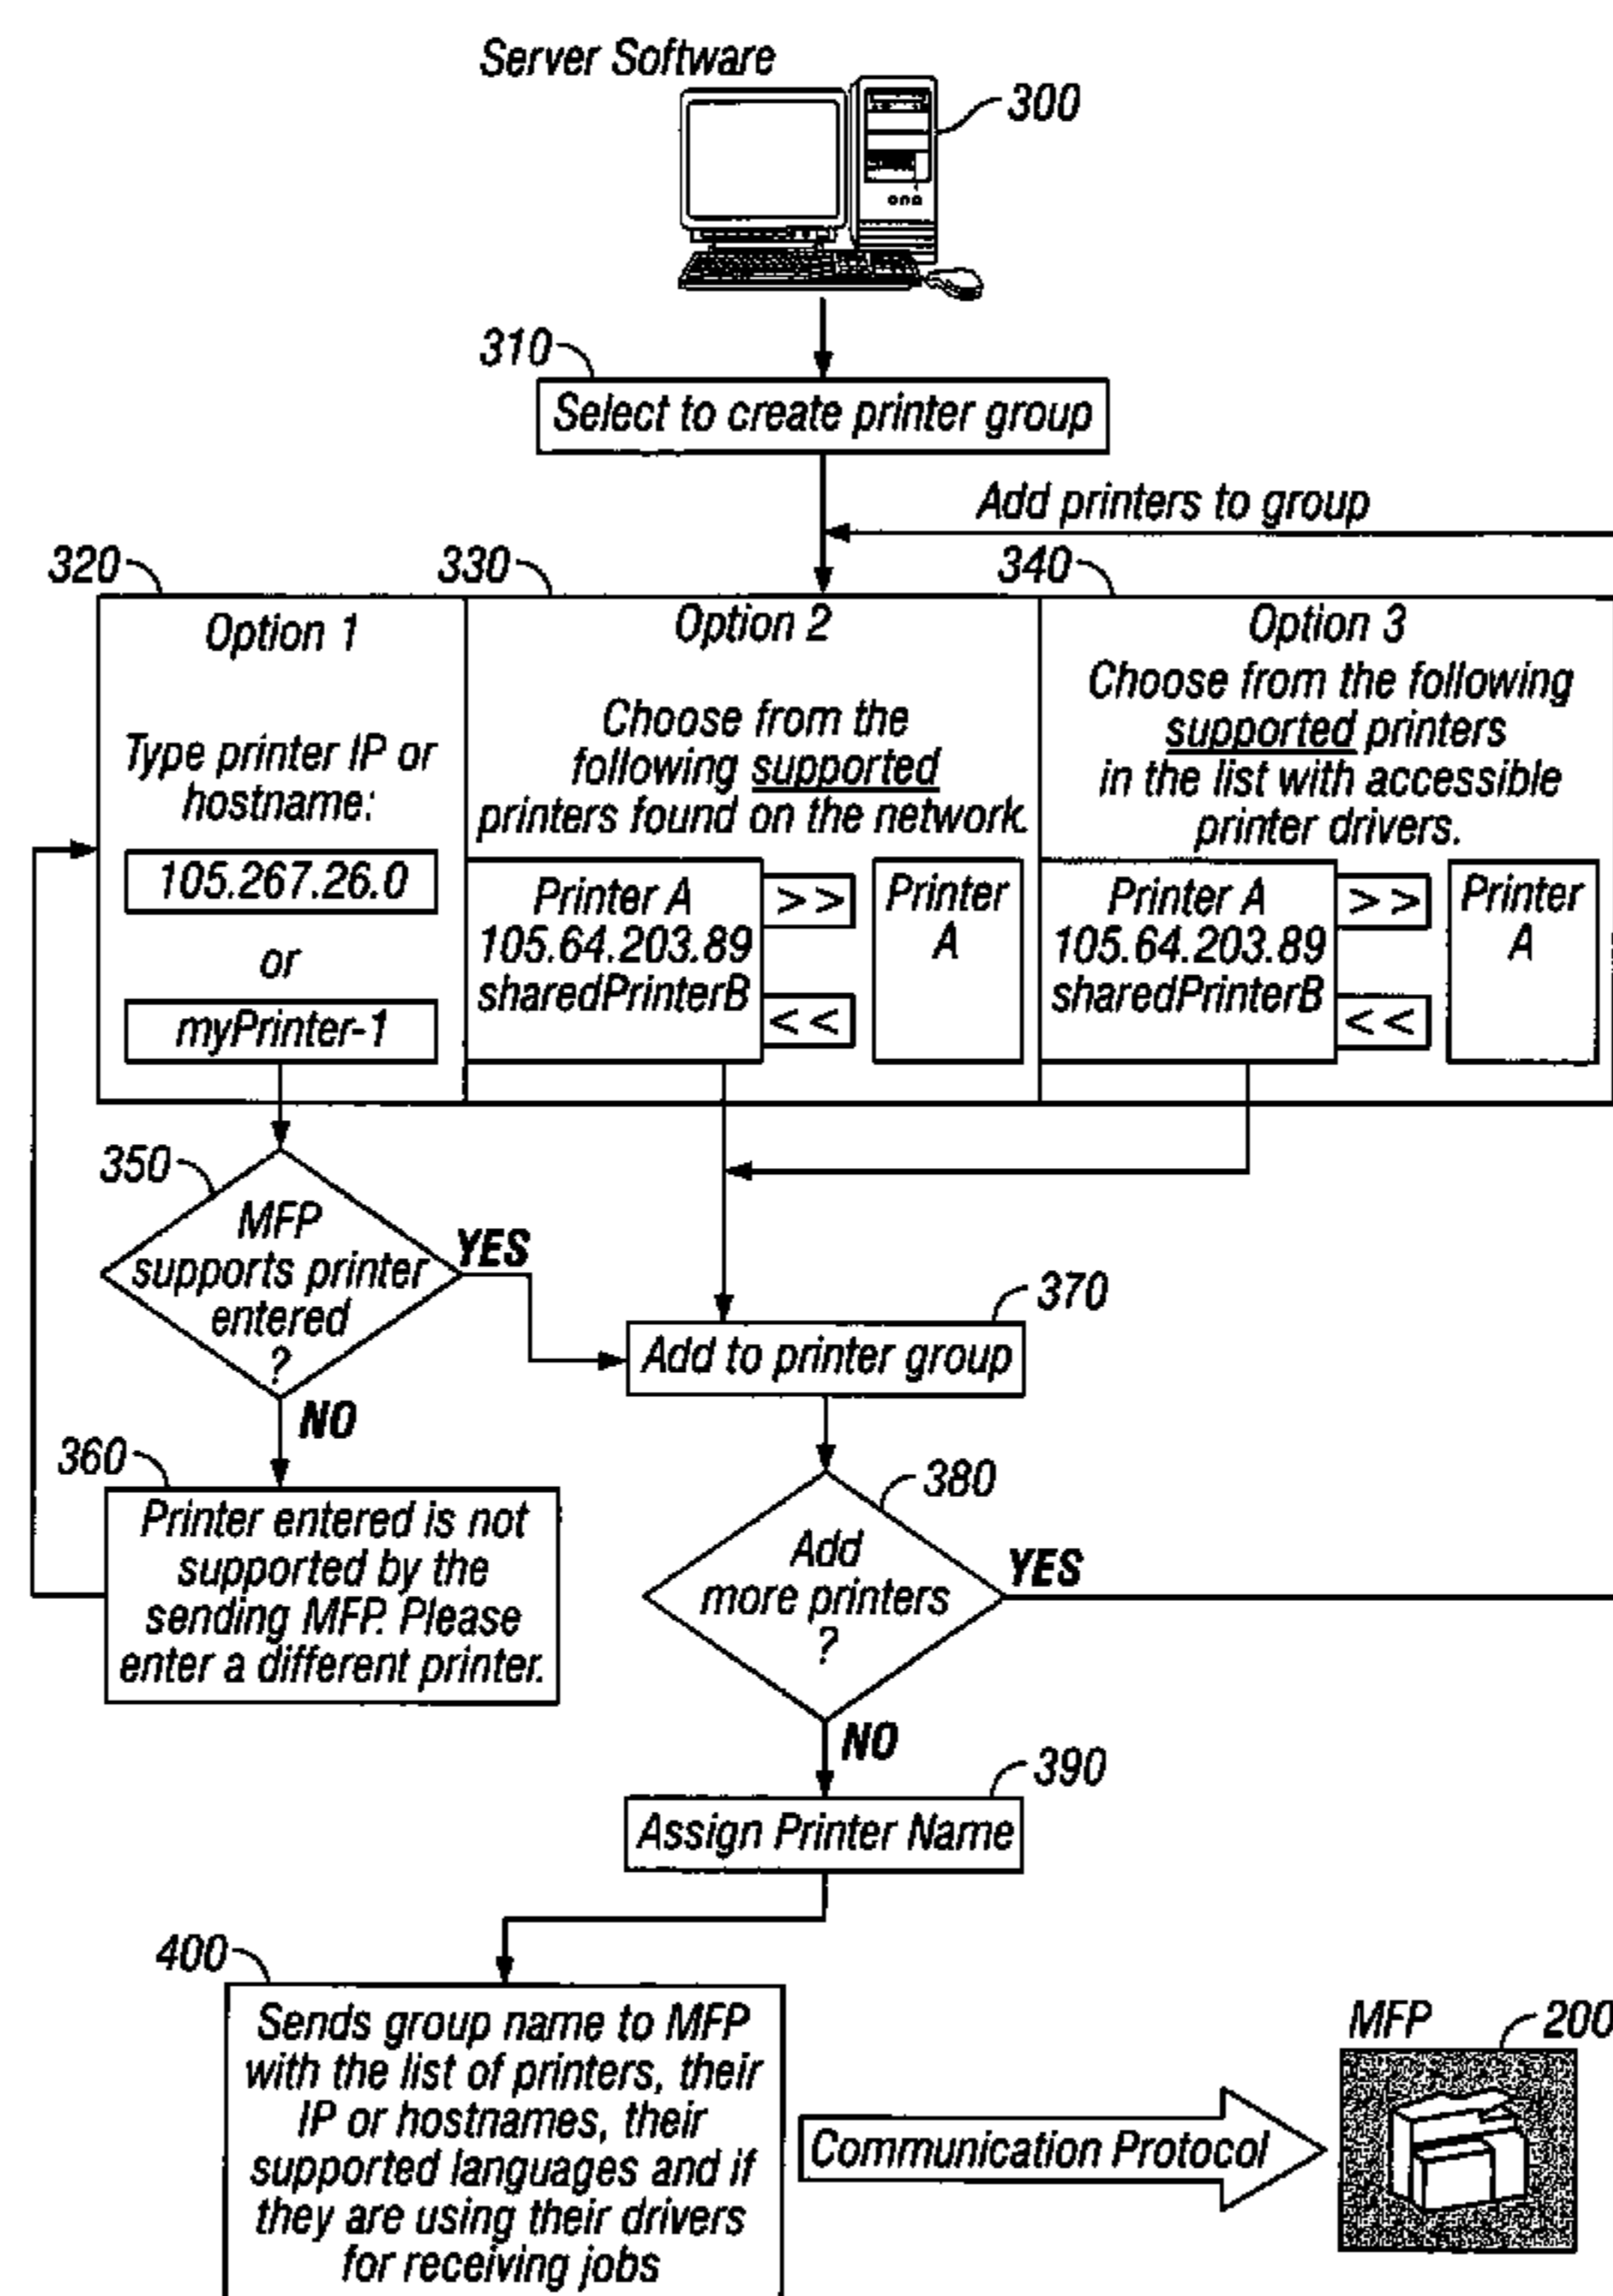 Server Software
300
310
Select to create printer group
Add printers to group
320
330
340
Option 1
Type printer IP or
hostname:
105.267.26.0
or
myPrinter-1
Option 2
Choose from the
following supported
printers found on the network.
Printer A
105.64.203.89
sharedPrinterB
>>
<<
Printer
A
Option 3
Choose from the following
supported printers
in the list with accessible
printer drivers.
Printer A
105.64.203.89
sharedPrinterB
>>
<<
Printer
A
350
MFP
supports printer
entered
?
YES
NO
360
Printer entered is not
supported by the
sending MFP. Please
enter a different printer.
370
Add to printer group
380
Add
more printers
?
YES
NO
390
Assign Printer Name
400
Sends group name to MFP
with the list of printers, their
IP or hostnames, their
supported languages and if
they are using their drivers
for receiving jobs
Communication Protocol
MFP
200